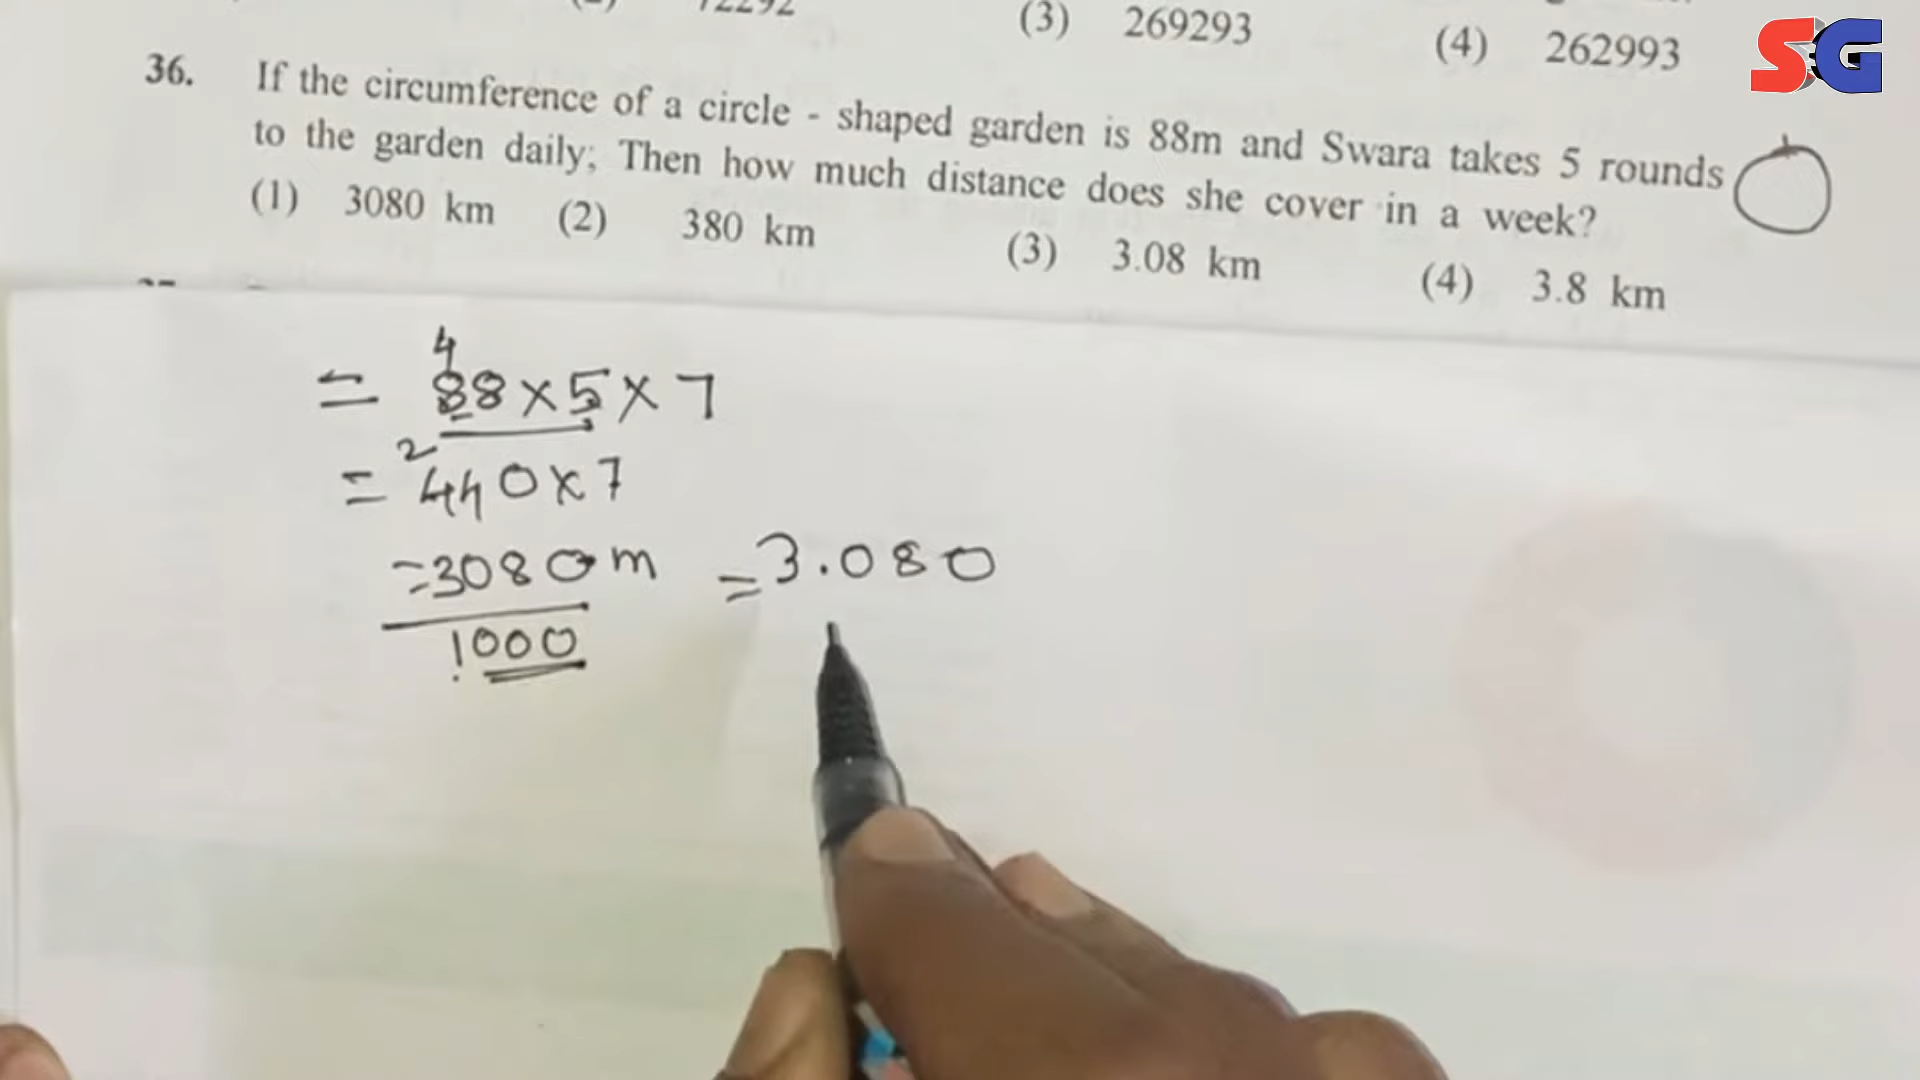 (3) 269293 (4) 262993
SG
36. If the circumference of a circle - shaped garden is 88m and Swara takes 5 rounds
to the garden daily; Then how much distance does she cover in a week?
(1) 3080 km (2) 380 km (3) 3.08 km (4) 3.8 km
4
= 88×5×7
2
= 440×7
=3080m =3.080
1000